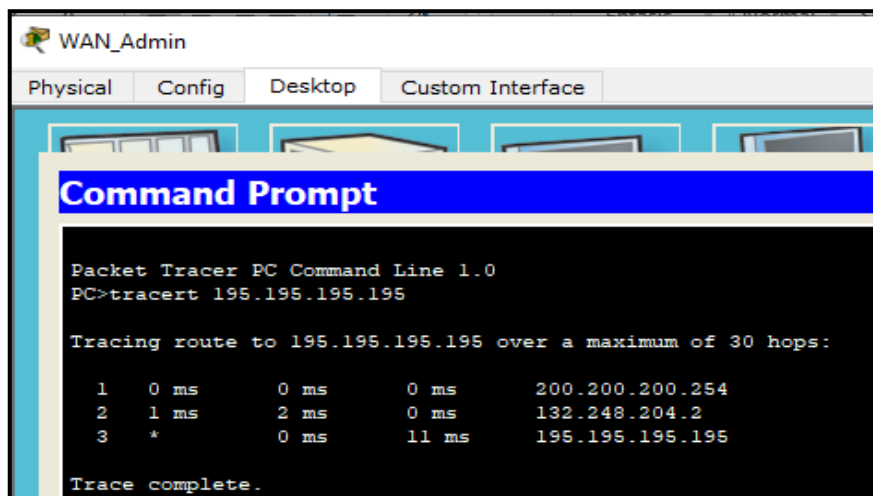 WAN_Admin
Physical Config Desktop Custom Interface
Command Prompt
Packet Tracer PC Command Line 1.0
PC>tracert 195.195.195.195
Tracing route to 195.195.195.195 over a maximum of 30 hops:
1 0 ms 0 ms 0 ms 200.200.200.254
2 1 ms 2 ms 0 ms 132.248.204.2
3 * 0 ms 11 ms 195.195.195.195
Trace complete.